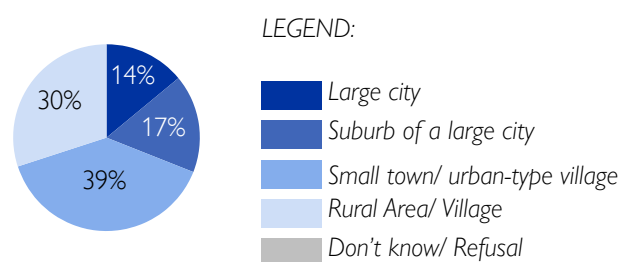 LEGEND:
14%
Large city
30%
17%
Suburb of a large city
39%
Small town/ urban-type village
Rural Area/ Village
Don't know/ Refusal